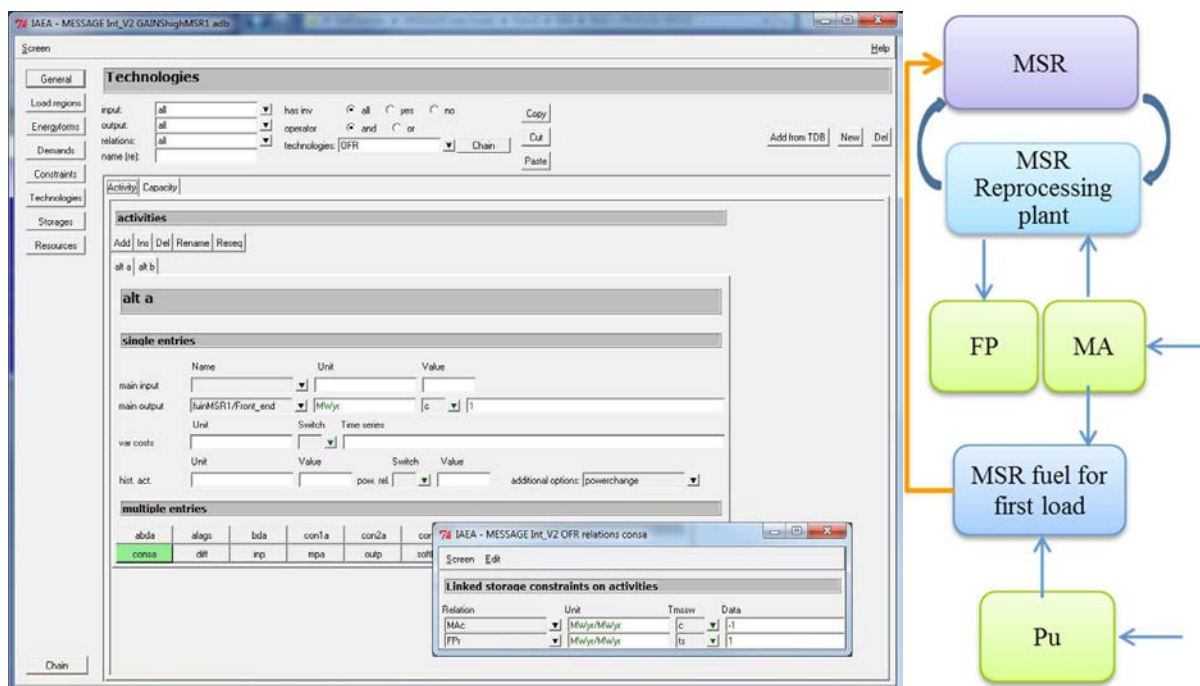 IAEA - MESSAGE Int_V2 GAINShighMSR1 adb
Screen Help
General
Load regions
Energyforms
Demands
Constraints
Technologies
Storages
Resources
Chain
Technologies
input: all has inv all yes no Copy
output: all operator and or Cut
relations: all technologies: OFR Chain Paste
name (re):
Add from TDB New Del
Activity Capacity
activities
Add Ins Del Rename Reseq
alt a alt b
alt a
single entries
Name Unit Value
main input
main output fuinMSR1/Front_end MWyr c 1
Unit Switch Time series
var costs
Unit Value Switch Value
hist. act. pow. rel. additional options: powerchange
multiple entries
abda alags bda con1a con2a
consa diff inp mpa outp
IAEA - MESSAGE Int_V2 OFR relations consa
Screen Edit
Linked storage constraints on activities
Relation Unit Tmssw Data
MAc MWyr/MWyr c -1
FPr MWyr/MWyr ts 1
MSR
MSR
Reprocessing
plant
FP MA
MSR fuel for
first load
Pu